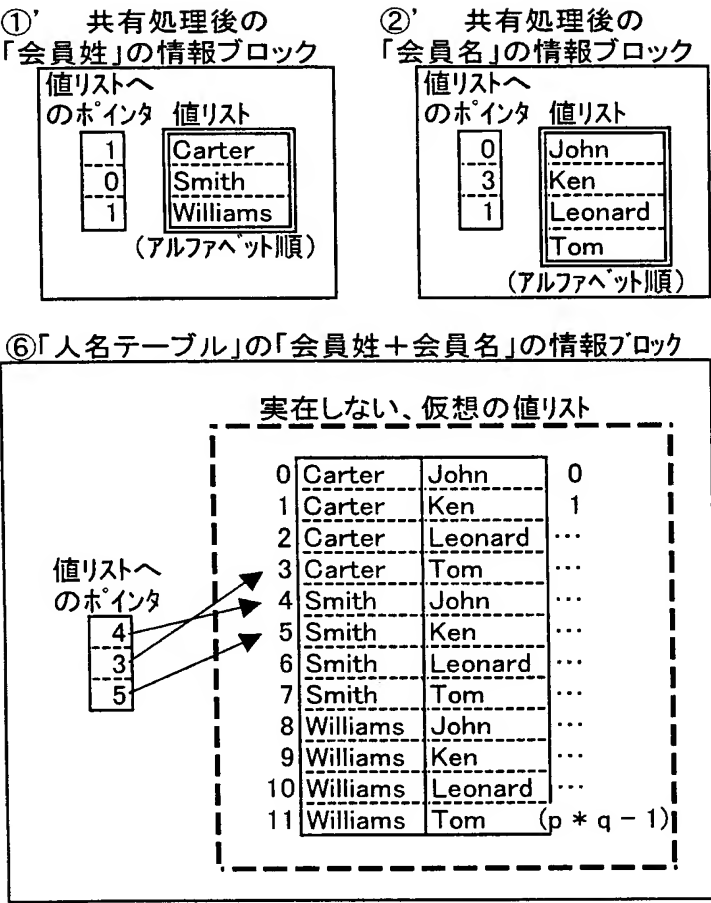 ①’ 共有処理後の
「会員姓」の情報ブロック
値リストへ
のポインタ 値リスト
1
0
1
Carter
Smith
Williams
(アルファベット順)
②’ 共有処理後の
「会員名」の情報ブロック
値リストへ
のポインタ 値リスト
0
3
1
John
Ken
Leonard
Tom
(アルファベット順)
⑥「人名テーブル」の「会員姓+会員名」の情報ブロック
実在しない、仮想の値リスト
値リストへ
のポインタ
4
3
5
0 Carter John 0
1 Carter Ken 1
2 Carter Leonard …
3 Carter Tom …
4 Smith John …
5 Smith Ken …
6 Smith Leonard …
7 Smith Tom …
8 Williams John …
9 Williams Ken …
10 Williams Leonard …
11 Williams Tom (p * q − 1)